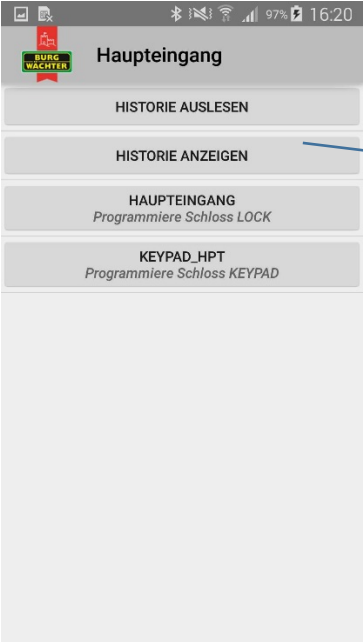 97% 16:20
BURG
WÄCHTER
Haupteingang
HISTORIE AUSLESEN
HISTORIE ANZEIGEN
HAUPTEINGANG
Programmiere Schloss LOCK
KEYPAD_HPT
Programmiere Schloss KEYPAD